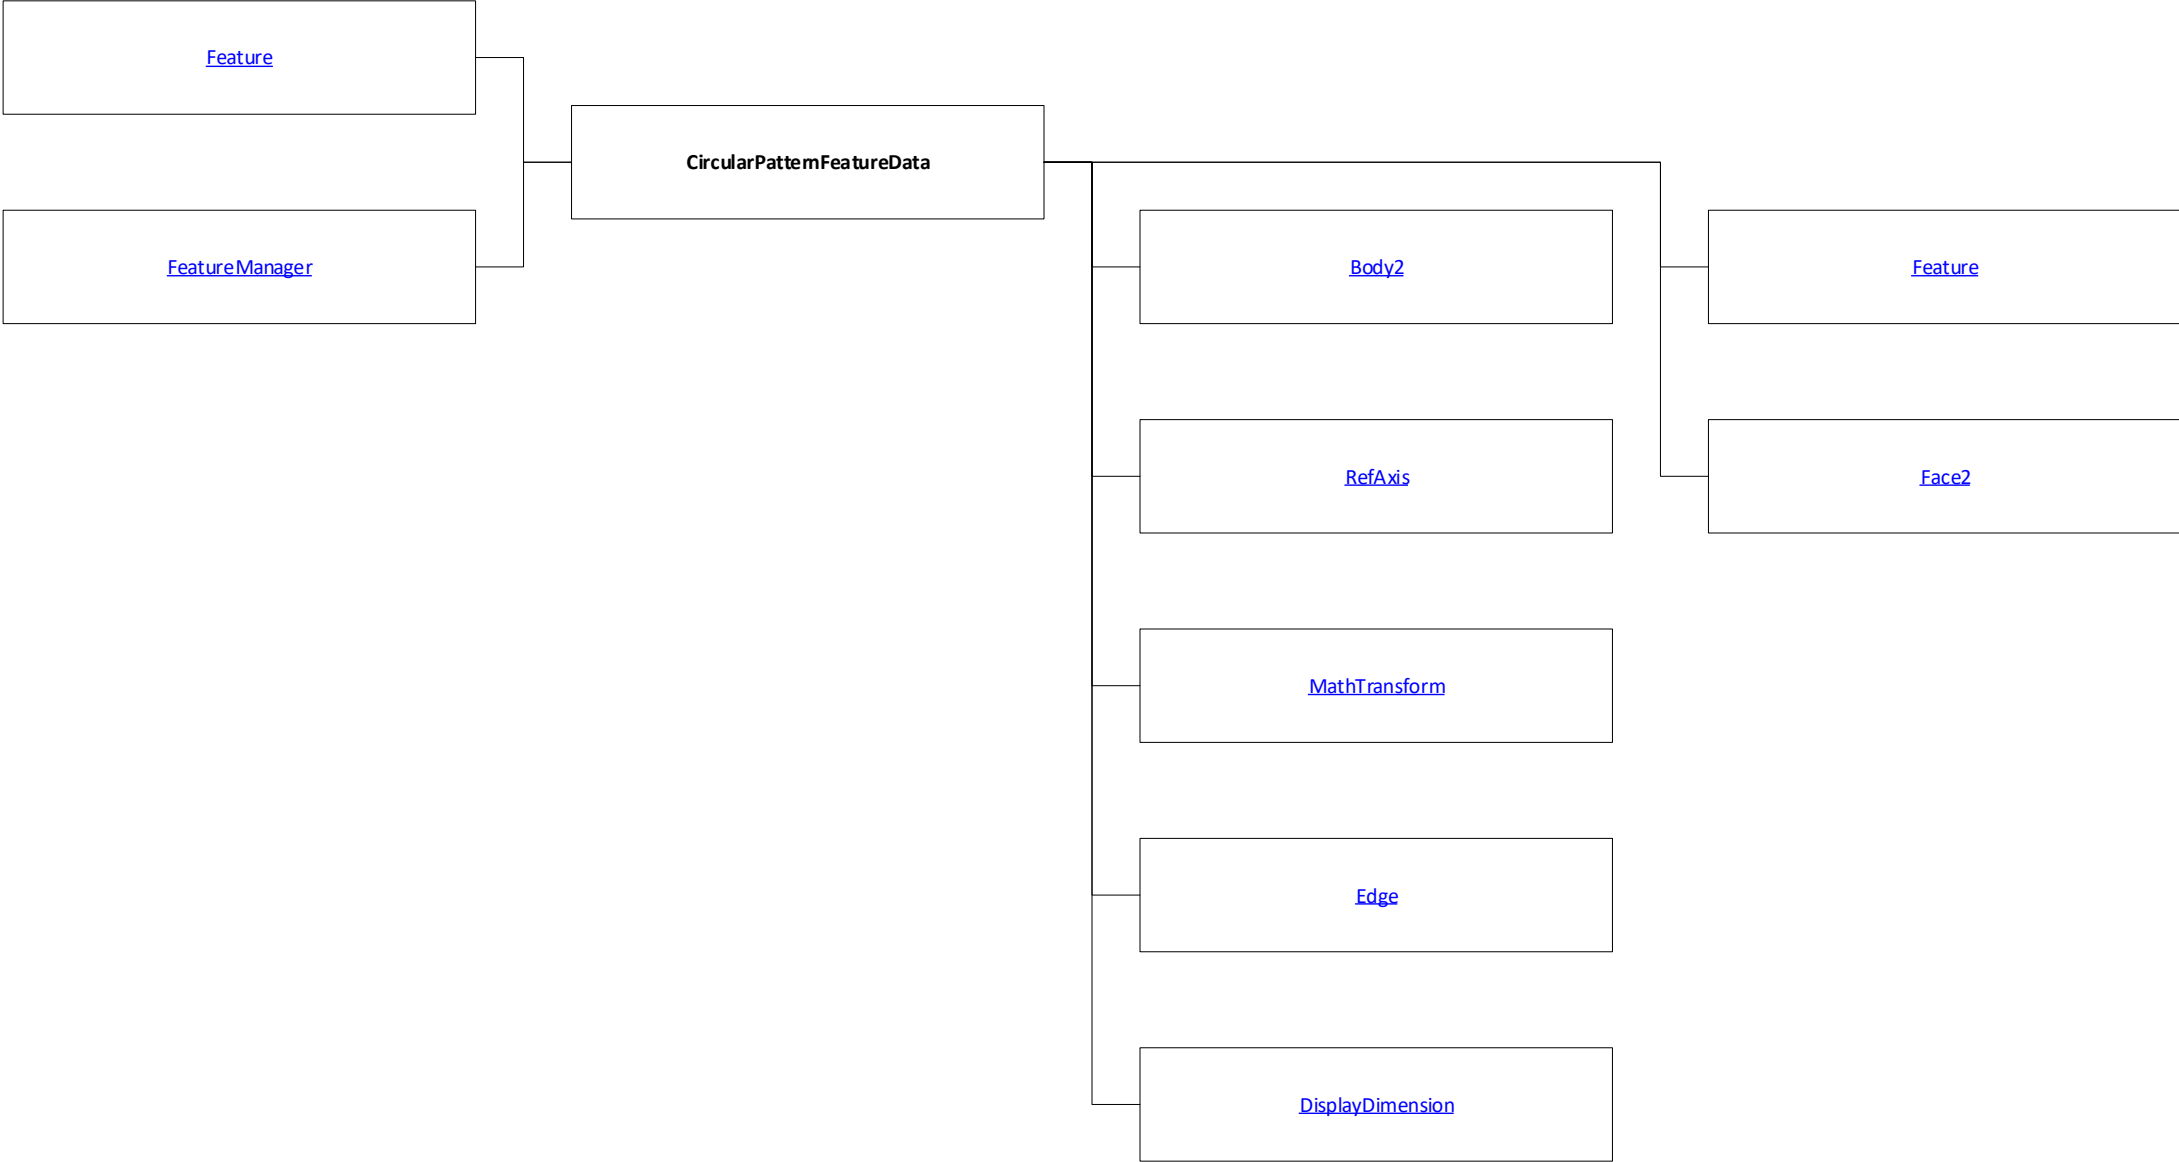 Feature
CircularPatternFeatureData
FeatureManager
Body2
Feature
RefAxis
Face2
MathTransform
Edge
DisplayDimension